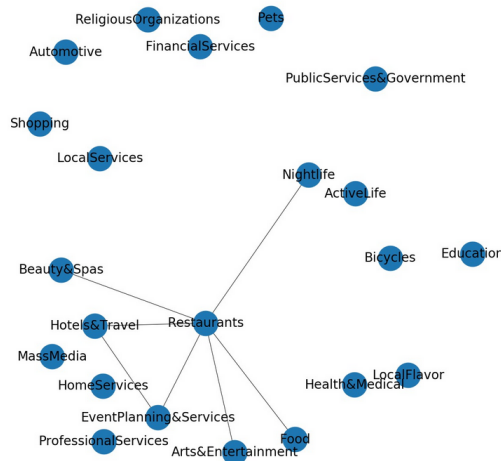 ReligiousOrganizations
Pets
Automotive
FinancialServices
PublicServices&Government
Shopping
LocalServices
Nightlife
ActiveLife
Education
Bicycles
Beauty&Spas
Restaurants
Hotels&Travel
MassMedia
LocalFlavor
HomeServices
Health&Medical
EventPlanning&Services
Food
ProfessionalServices
Arts&Entertainment